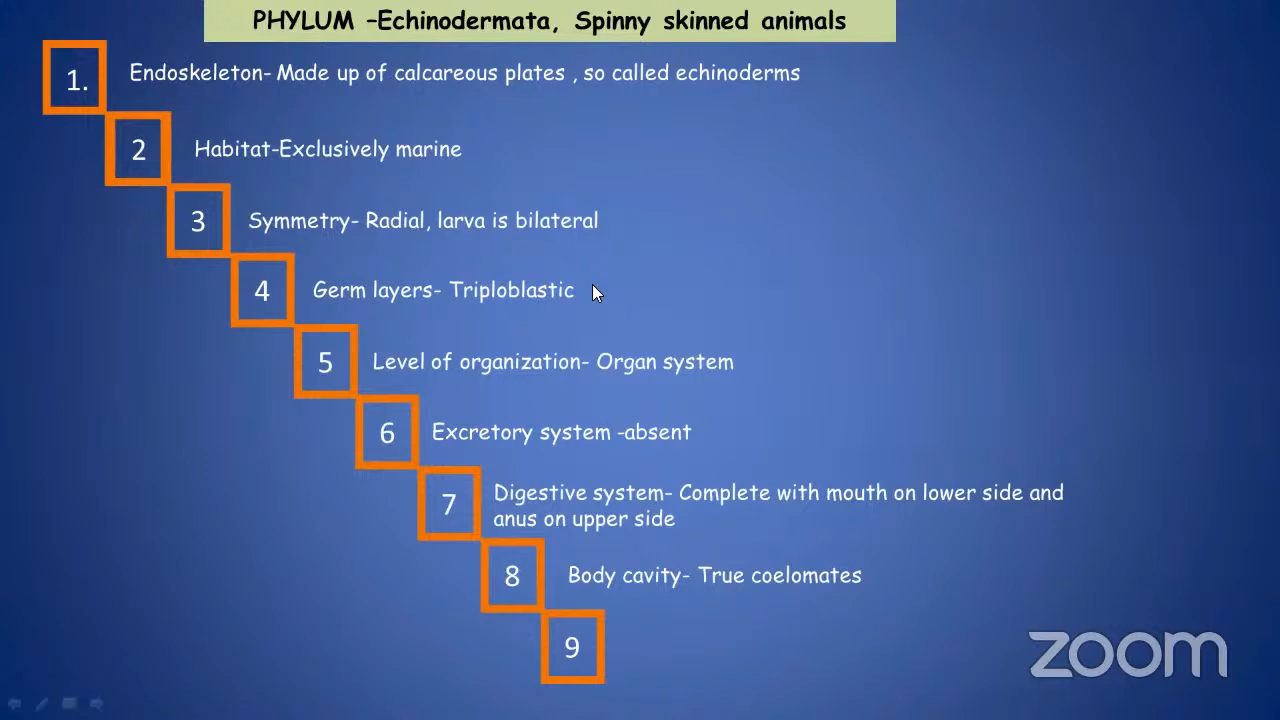 PHYLUM –Echinodermata, Spinny skinned animals
1. Endoskeleton- Made up of calcareous plates , so called echinoderms
2 Habitat-Exclusively marine
3 Symmetry- Radial, larva is bilateral
4 Germ layers- Triploblastic
5 Level of organization- Organ system
6 Excretory system -absent
7 Digestive system- Complete with mouth on lower side and
anus on upper side
8 Body cavity- True coelomates
9
zoom